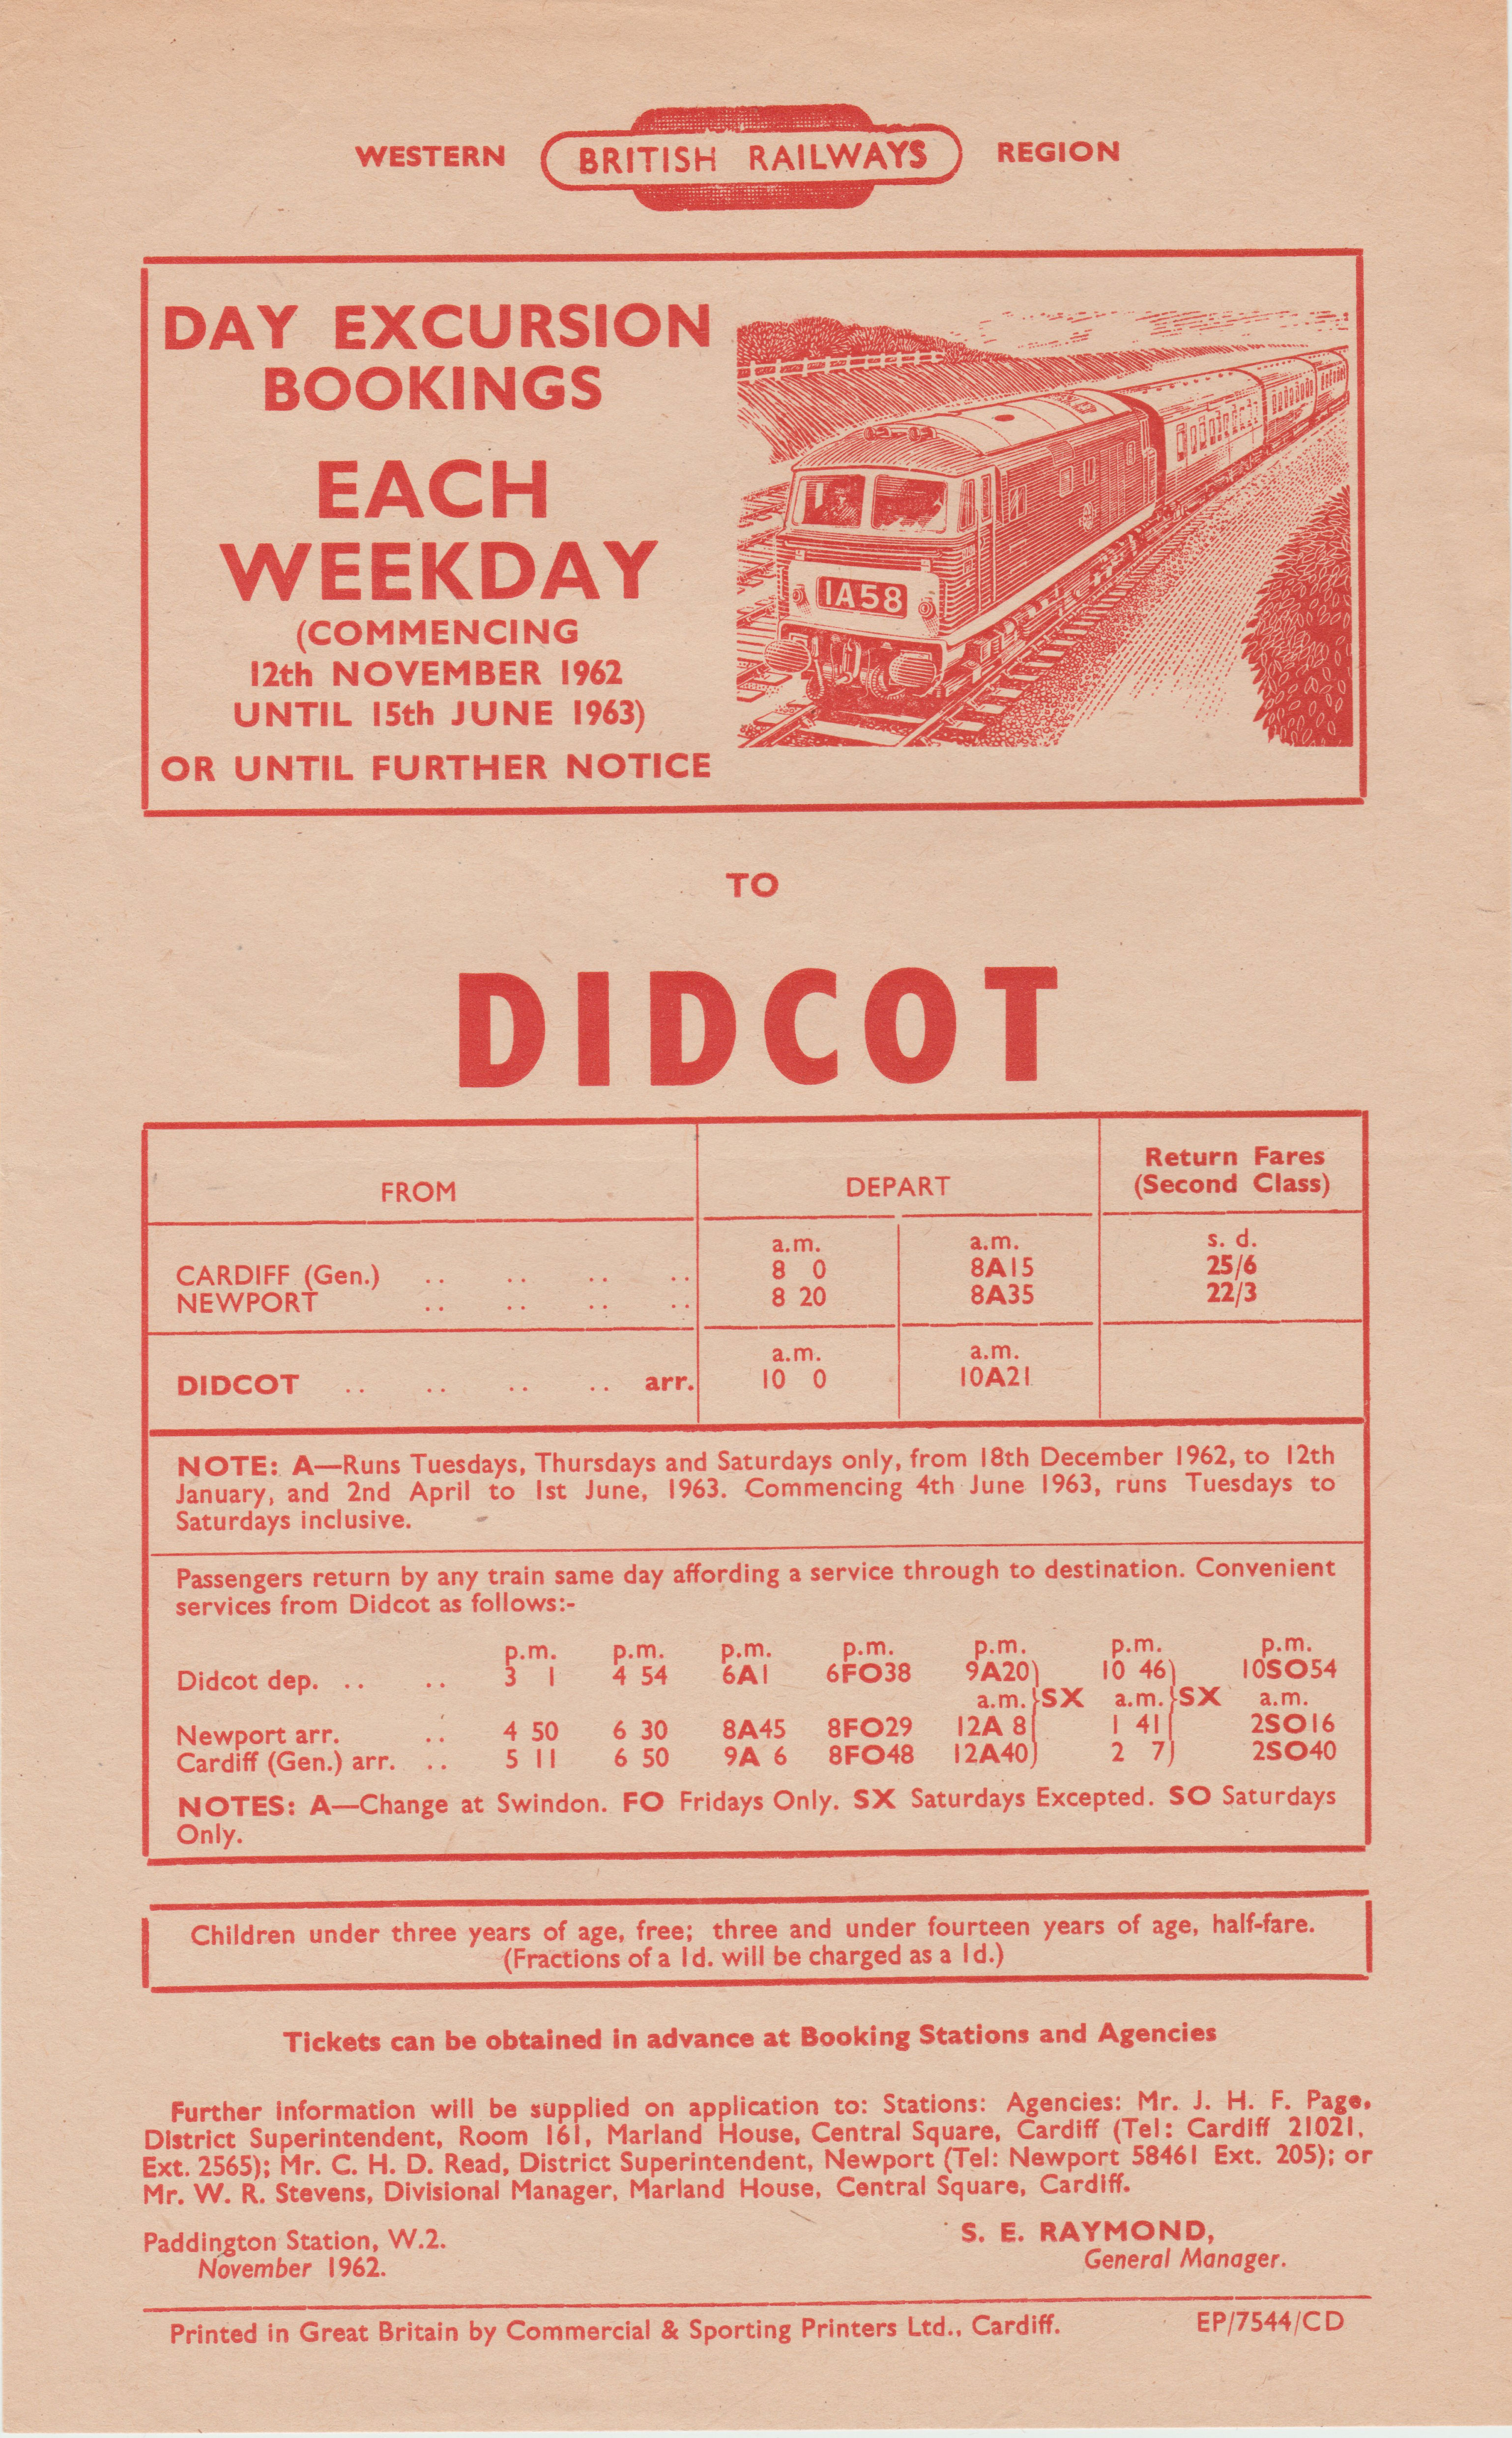 WESTERN BRITISH RAILWAYS REGION
DAY EXCURSION
BOOKINGS
EACH
WEEKDAY
(COMMENCING
12th NOVEMBER 1962
UNTIL 15th JUNE 1963)
OR UNTIL FURTHER NOTICE
1A58
TO
DIDCOT
FROM DEPART Return Fares
(Second Class)
a.m. a.m. s. d.
CARDIFF (Gen.) .. .. .. .. 8 0 8A15 25/6
NEWPORT .. .. .. .. 8 20 8A35 22/3
a.m. a.m.
DIDCOT .. .. .. .. arr. 10 0 10A21
NOTE: A—Runs Tuesdays, Thursdays and Saturdays only, from 18th December 1962, to 12th
January, and 2nd April to 1st June, 1963. Commencing 4th June 1963, runs Tuesdays to
Saturdays inclusive.
Passengers return by any train same day affording a service through to destination. Convenient
services from Didcot as follows:-
p.m. p.m. p.m. p.m. p.m. p.m. p.m.
Didcot dep. .. .. 3 1 4 54 6A1 6FO38 9A20 10 46 10SO54
a.m. SX a.m. SX a.m.
Newport arr. .. 4 50 6 30 8A45 8FO29 12A 8 1 41 2SO16
Cardiff (Gen.) arr. .. 5 11 6 50 9A 6 8FO48 12A40 2 7 2SO40
NOTES: A—Change at Swindon. FO Fridays Only. SX Saturdays Excepted. SO Saturdays
Only.
Children under three years of age, free; three and under fourteen years of age, half-fare.
(Fractions of a 1d. will be charged as a 1d.)
Tickets can be obtained in advance at Booking Stations and Agencies
Further information will be supplied on application to: Stations: Agencies: Mr. J. H. F. Page,
District Superintendent, Room 161, Marland House, Central Square, Cardiff (Tel: Cardiff 21021,
Ext. 2565); Mr. C. H. D. Read, District Superintendent, Newport (Tel: Newport 58461 Ext. 205); or
Mr. W. R. Stevens, Divisional Manager, Marland House, Central Square, Cardiff.
Paddington Station, W.2. S. E. RAYMOND,
November 1962. General Manager.
Printed in Great Britain by Commercial & Sporting Printers Ltd., Cardiff. EP/7544/CD